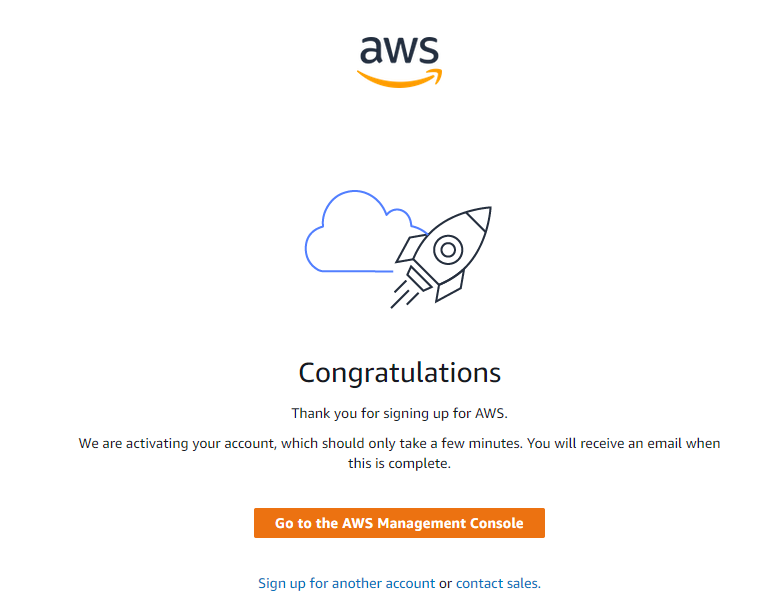 aws
Congratulations
Thank you for signing up for AWS.
We are activating your account, which should only take a few minutes. You will receive an email when
this is complete.
Go to the AWS Management Console
Sign up for another account or contact sales.